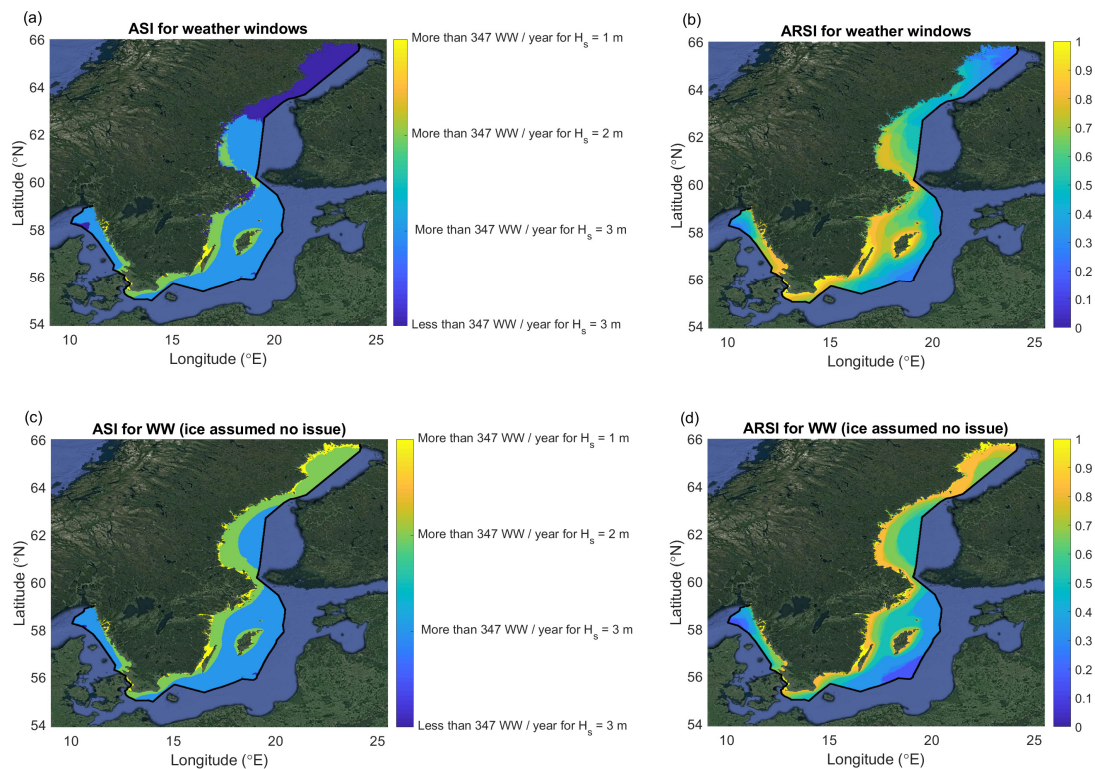 (a)
ASI for weather windows
66
64
62
60
58
56
54
Latitude (°N)
10
15
20
25
Longitude (°E)
More than 347 WW / year for Hs = 1 m
More than 347 WW / year for Hs = 2 m
More than 347 WW / year for Hs = 3 m
Less than 347 WW / year for Hs = 3 m
(b)
ARSI for weather windows
66
64
62
60
58
56
54
Latitude (°N)
10
15
20
25
Longitude (°E)
1
0.9
0.8
0.7
0.6
0.5
0.4
0.3
0.2
0.1
0
(c)
ASI for WW (ice assumed no issue)
66
64
62
60
58
56
54
Latitude (°N)
10
15
20
25
Longitude (°E)
More than 347 WW / year for Hs = 1 m
More than 347 WW / year for Hs = 2 m
More than 347 WW / year for Hs = 3 m
Less than 347 WW / year for Hs = 3 m
(d)
ARSI for WW (ice assumed no issue)
66
64
62
60
58
56
54
Latitude (°N)
10
15
20
25
Longitude (°E)
1
0.9
0.8
0.7
0.6
0.5
0.4
0.3
0.2
0.1
0